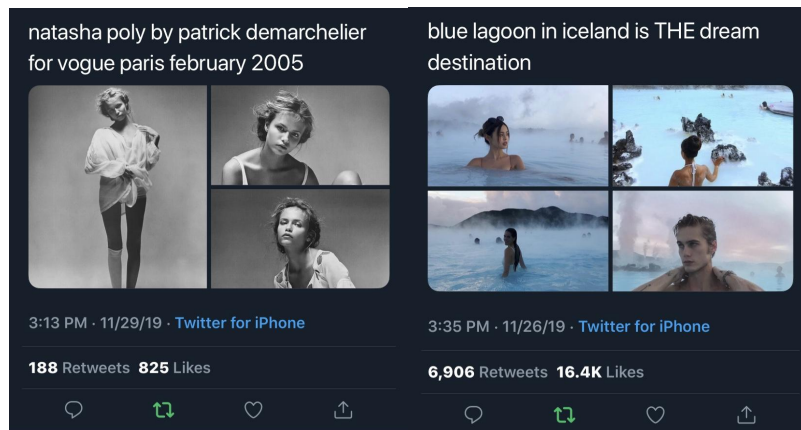 natasha poly by patrick demarchelier
for vogue paris february 2005
3:13 PM · 11/29/19 · Twitter for iPhone
188 Retweets 825 Likes
blue lagoon in iceland is THE dream
destination
3:35 PM · 11/26/19 · Twitter for iPhone
6,906 Retweets 16.4K Likes